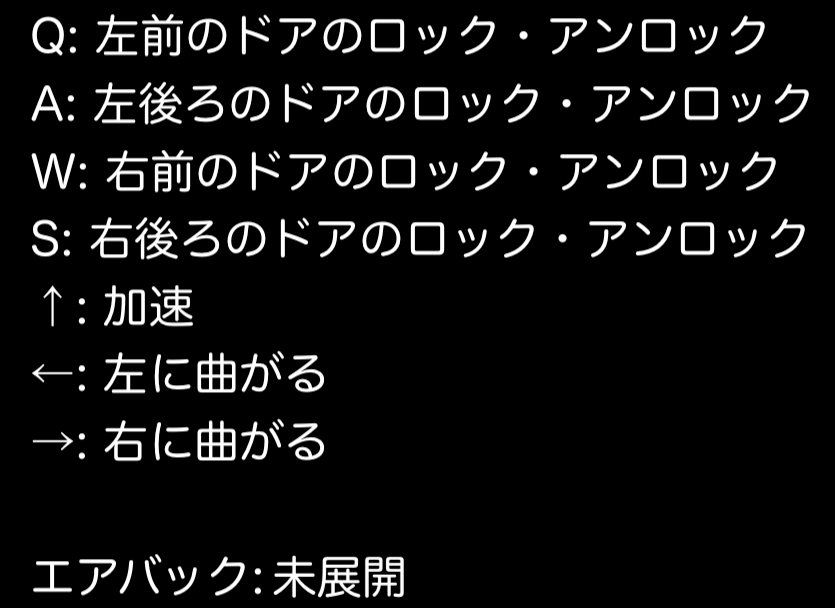 Q: 左前のドアのロック・アンロック
A: 左後ろのドアのロック・アンロック
W: 右前のドアのロック・アンロック
S: 右後ろのドアのロック・アンロック
↑: 加速
←: 左に曲がる
→: 右に曲がる
エアバック: 未展開